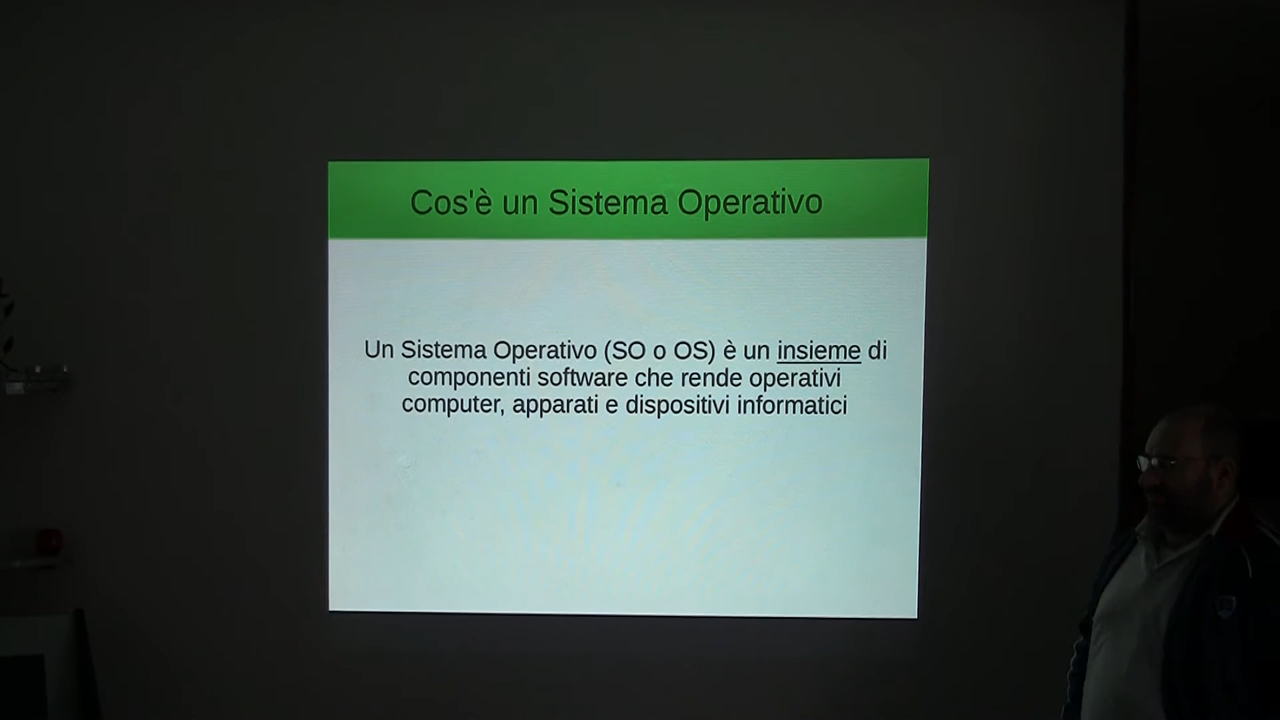 Cos'è un Sistema Operativo
Un Sistema Operativo (SO o OS) è un insieme di
componenti software che rende operativi
computer, apparati e dispositivi informatici